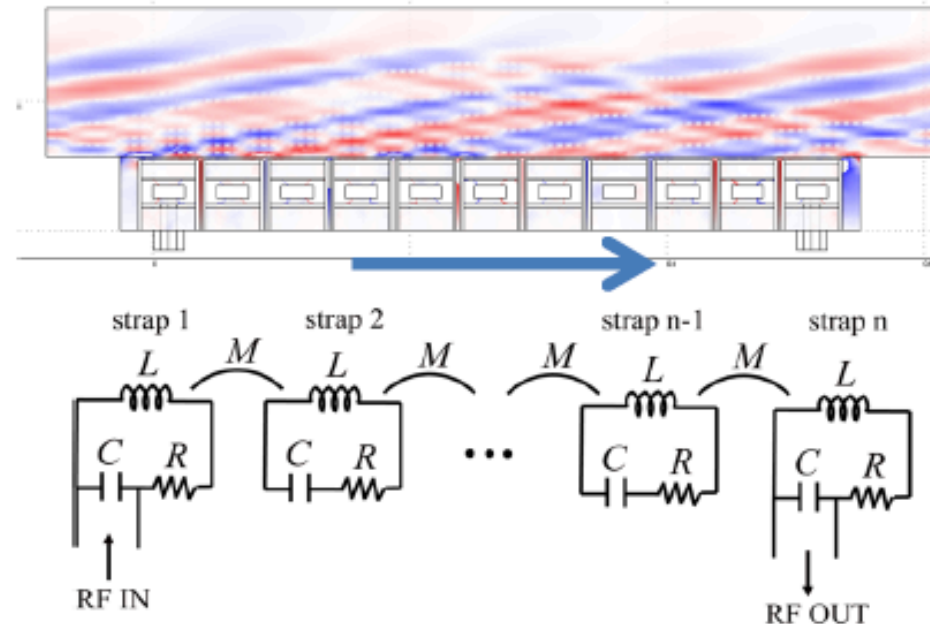 strap 1 strap 2 strap n-1 strap n
M M M M
L L L L
C R C R ... C R C R
RF IN RF OUT